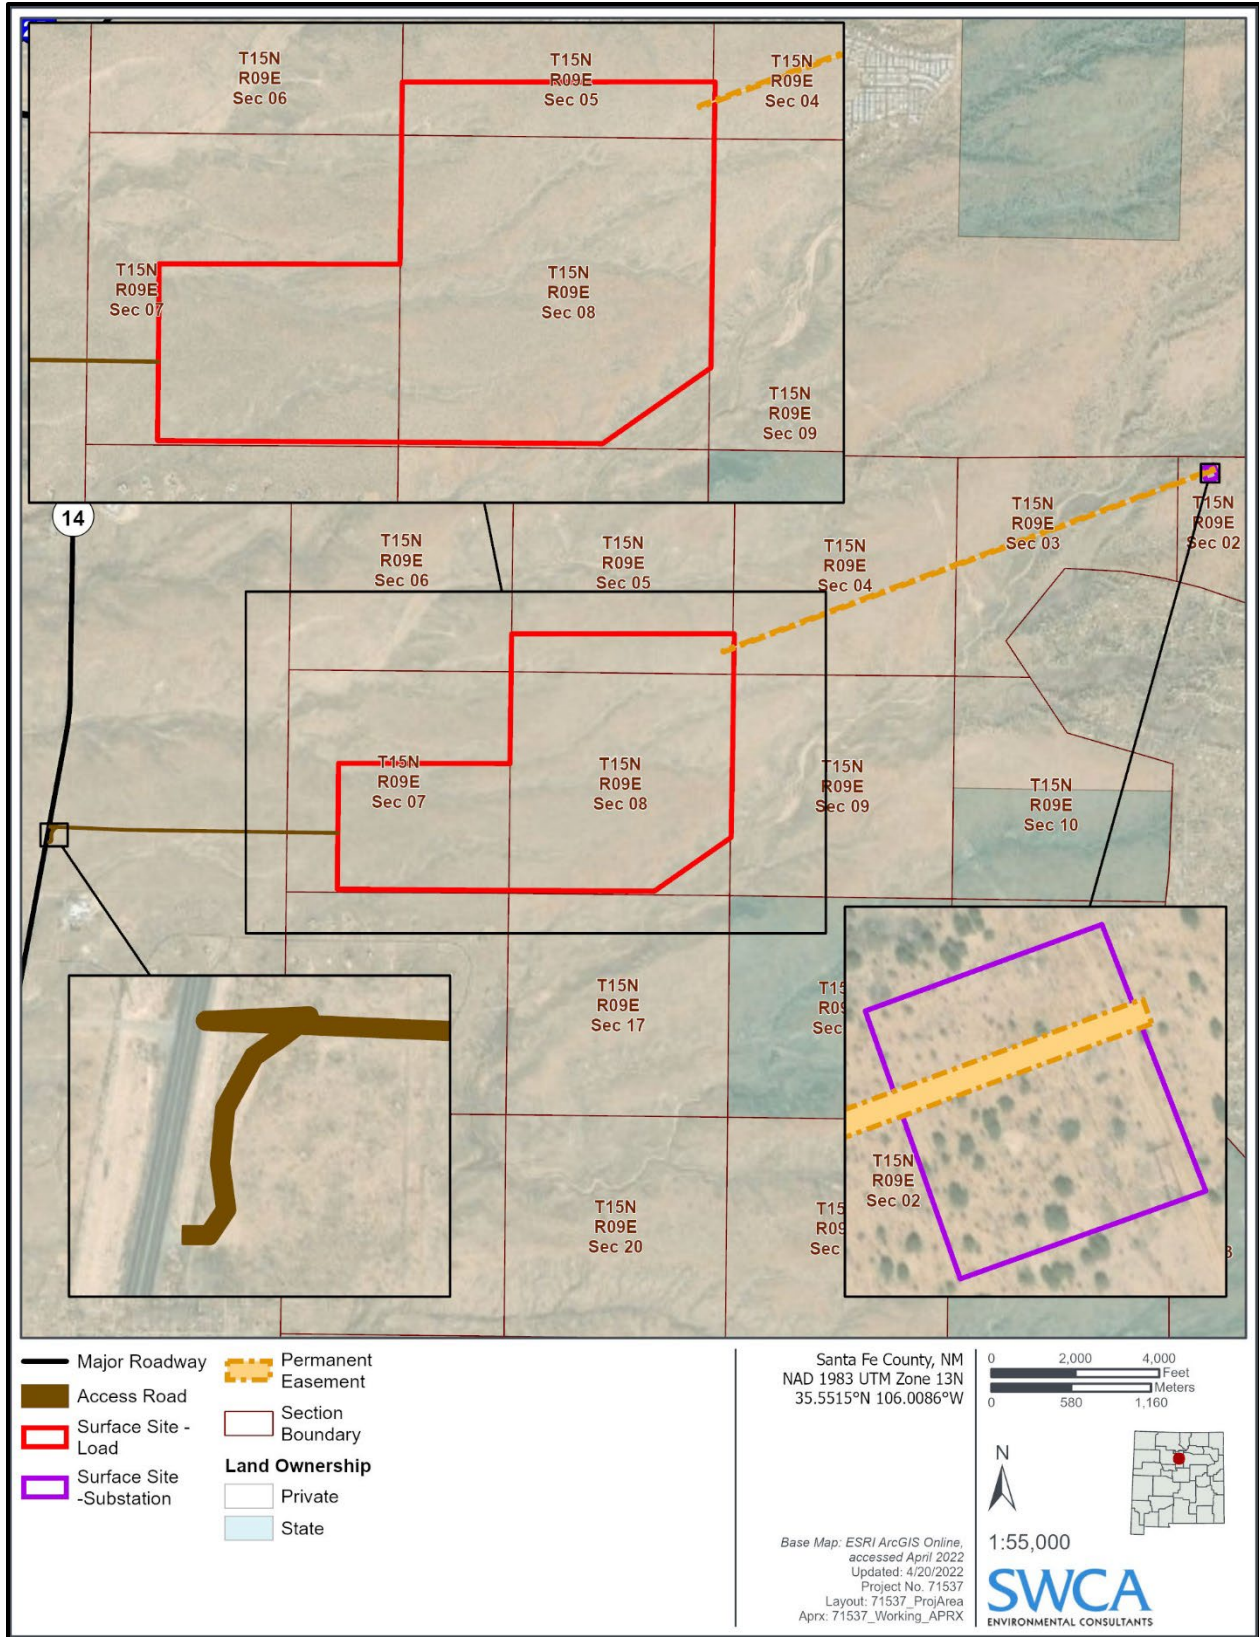 T15N
R09E
Sec 06
T15N
R09E
Sec 05
T15N
R09E
Sec 04
T15N
R09E
Sec 07
T15N
R09E
Sec 08
T15N
R09E
Sec 09
14
T15N
R09E
Sec 06
T15N
R09E
Sec 05
T15N
R09E
Sec 04
T15N
R09E
Sec 03
T15N
R09E
Sec 02
T15N
R09E
Sec 07
T15N
R09E
Sec 08
T15N
R09E
Sec 09
T15N
R09E
Sec 10
T15N
R09E
Sec 17
Sec
T15N
R09E
Sec 02
T15N
R09E
Sec 20
Sec
Major Roadway
Access Road
Surface Site -
Load
Surface Site
-Substation
Permanent
Easement
Section
Boundary
Land Ownership
Private
State
Santa Fe County, NM
NAD 1983 UTM Zone 13N
35.5515°N 106.0086°W
Base Map: ESRI ArcGIS Online,
accessed April 2022
Updated: 4/20/2022
Project No. 71537
Layout: 71537_ProjArea
Aprx: 71537_Working_APRX
0 2,000 4,000
Feet
Meters
0 580 1,160
N
1:55,000
SWCA
ENVIRONMENTAL CONSULTANTS